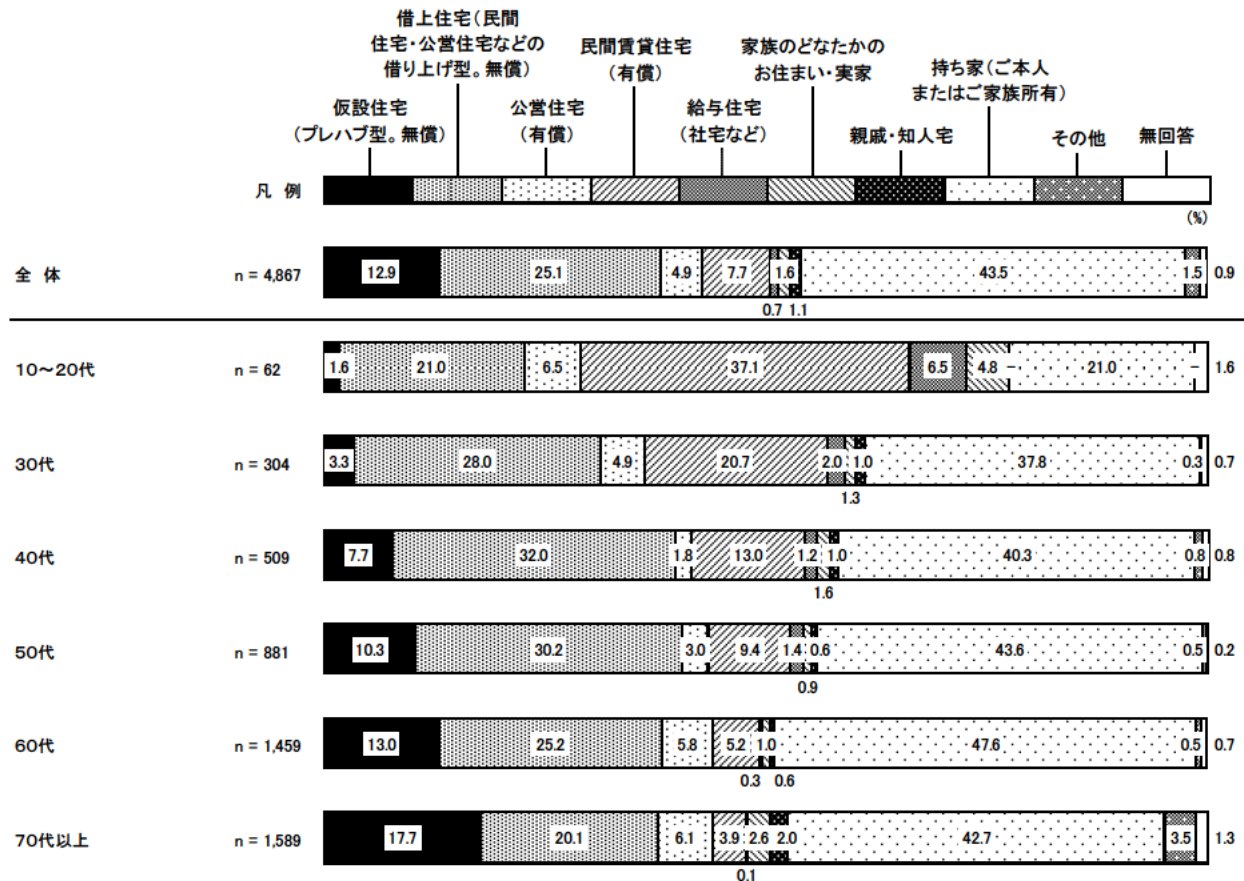 借上住宅（民間
住宅・公営住宅などの
借り上げ型。無償）
民間賃貸住宅
（有償）
家族のどなたかの
お住まい・実家
持ち家（ご本人
またはご家族所有）
仮設住宅
（プレハブ型。無償）
公営住宅
（有償）
給与住宅
（社宅など）
親戚・知人宅
その他
無回答
凡 例
(%)
全 体 n = 4,867 12.9 25.1 4.9 7.7 1.6 43.5 1.5 0.9
0.7 1.1
10～20代 n = 62 1.6 21.0 6.5 37.1 6.5 4.8 － 21.0 － 1.6
30代 n = 304 3.3 28.0 4.9 20.7 2.0 1.0 37.8 0.3 0.7
1.3
40代 n = 509 7.7 32.0 1.8 13.0 1.2 1.0 40.3 0.8 0.8
1.6
50代 n = 881 10.3 30.2 3.0 9.4 1.4 0.6 43.6 0.5 0.2
0.9
60代 n = 1,459 13.0 25.2 5.8 5.2 1.0 47.6 0.5 0.7
0.3 0.6
70代以上 n = 1,589 17.7 20.1 6.1 3.9 2.6 2.0 42.7 3.5 1.3
0.1